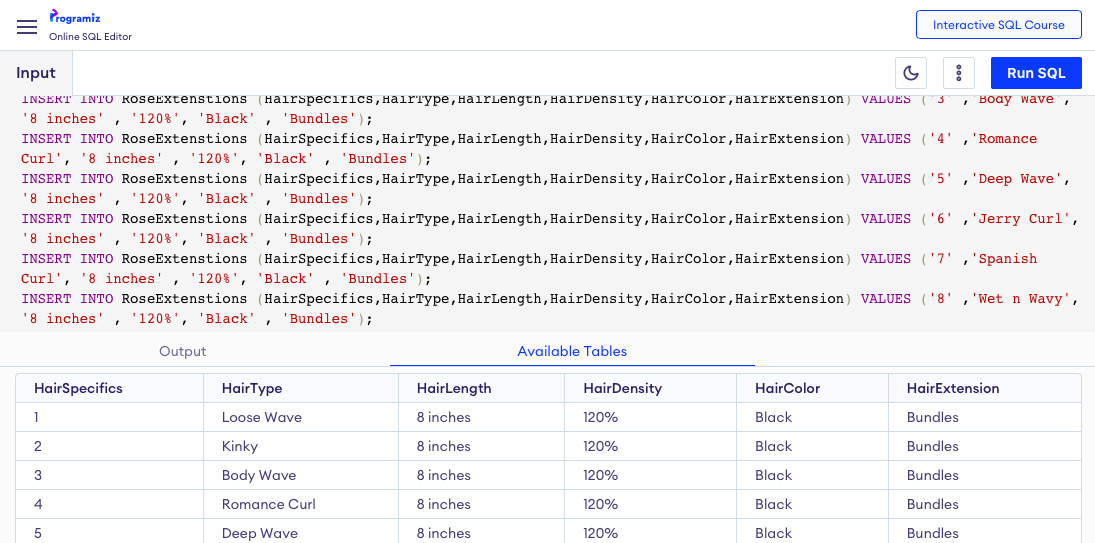 Programiz
Online SQL Editor
Interactive SQL Course
Input
Run SQL
INSERT INTO RoseExtenstions (HairSpecifics,HairType,HairLength,HairDensity,HairColor,HairExtension) VALUES ('3' ,'Body Wave',
'8 inches' , '120%', 'Black' , 'Bundles');
INSERT INTO RoseExtenstions (HairSpecifics,HairType,HairLength,HairDensity,HairColor,HairExtension) VALUES ('4' ,'Romance
Curl', '8 inches' , '120%', 'Black' , 'Bundles');
INSERT INTO RoseExtenstions (HairSpecifics,HairType,HairLength,HairDensity,HairColor,HairExtension) VALUES ('5' ,'Deep Wave',
'8 inches' , '120%', 'Black' , 'Bundles');
INSERT INTO RoseExtenstions (HairSpecifics,HairType,HairLength,HairDensity,HairColor,HairExtension) VALUES ('6' ,'Jerry Curl',
'8 inches' , '120%', 'Black' , 'Bundles');
INSERT INTO RoseExtenstions (HairSpecifics,HairType,HairLength,HairDensity,HairColor,HairExtension) VALUES ('7' ,'Spanish
Curl', '8 inches' , '120%', 'Black' , 'Bundles');
INSERT INTO RoseExtenstions (HairSpecifics,HairType,HairLength,HairDensity,HairColor,HairExtension) VALUES ('8' ,'Wet n Wavy',
'8 inches' , '120%', 'Black' , 'Bundles');
Output Available Tables
HairSpecifics HairType HairLength HairDensity HairColor HairExtension
1 Loose Wave 8 inches 120% Black Bundles
2 Kinky 8 inches 120% Black Bundles
3 Body Wave 8 inches 120% Black Bundles
4 Romance Curl 8 inches 120% Black Bundles
5 Deep Wave 8 inches 120% Black Bundles